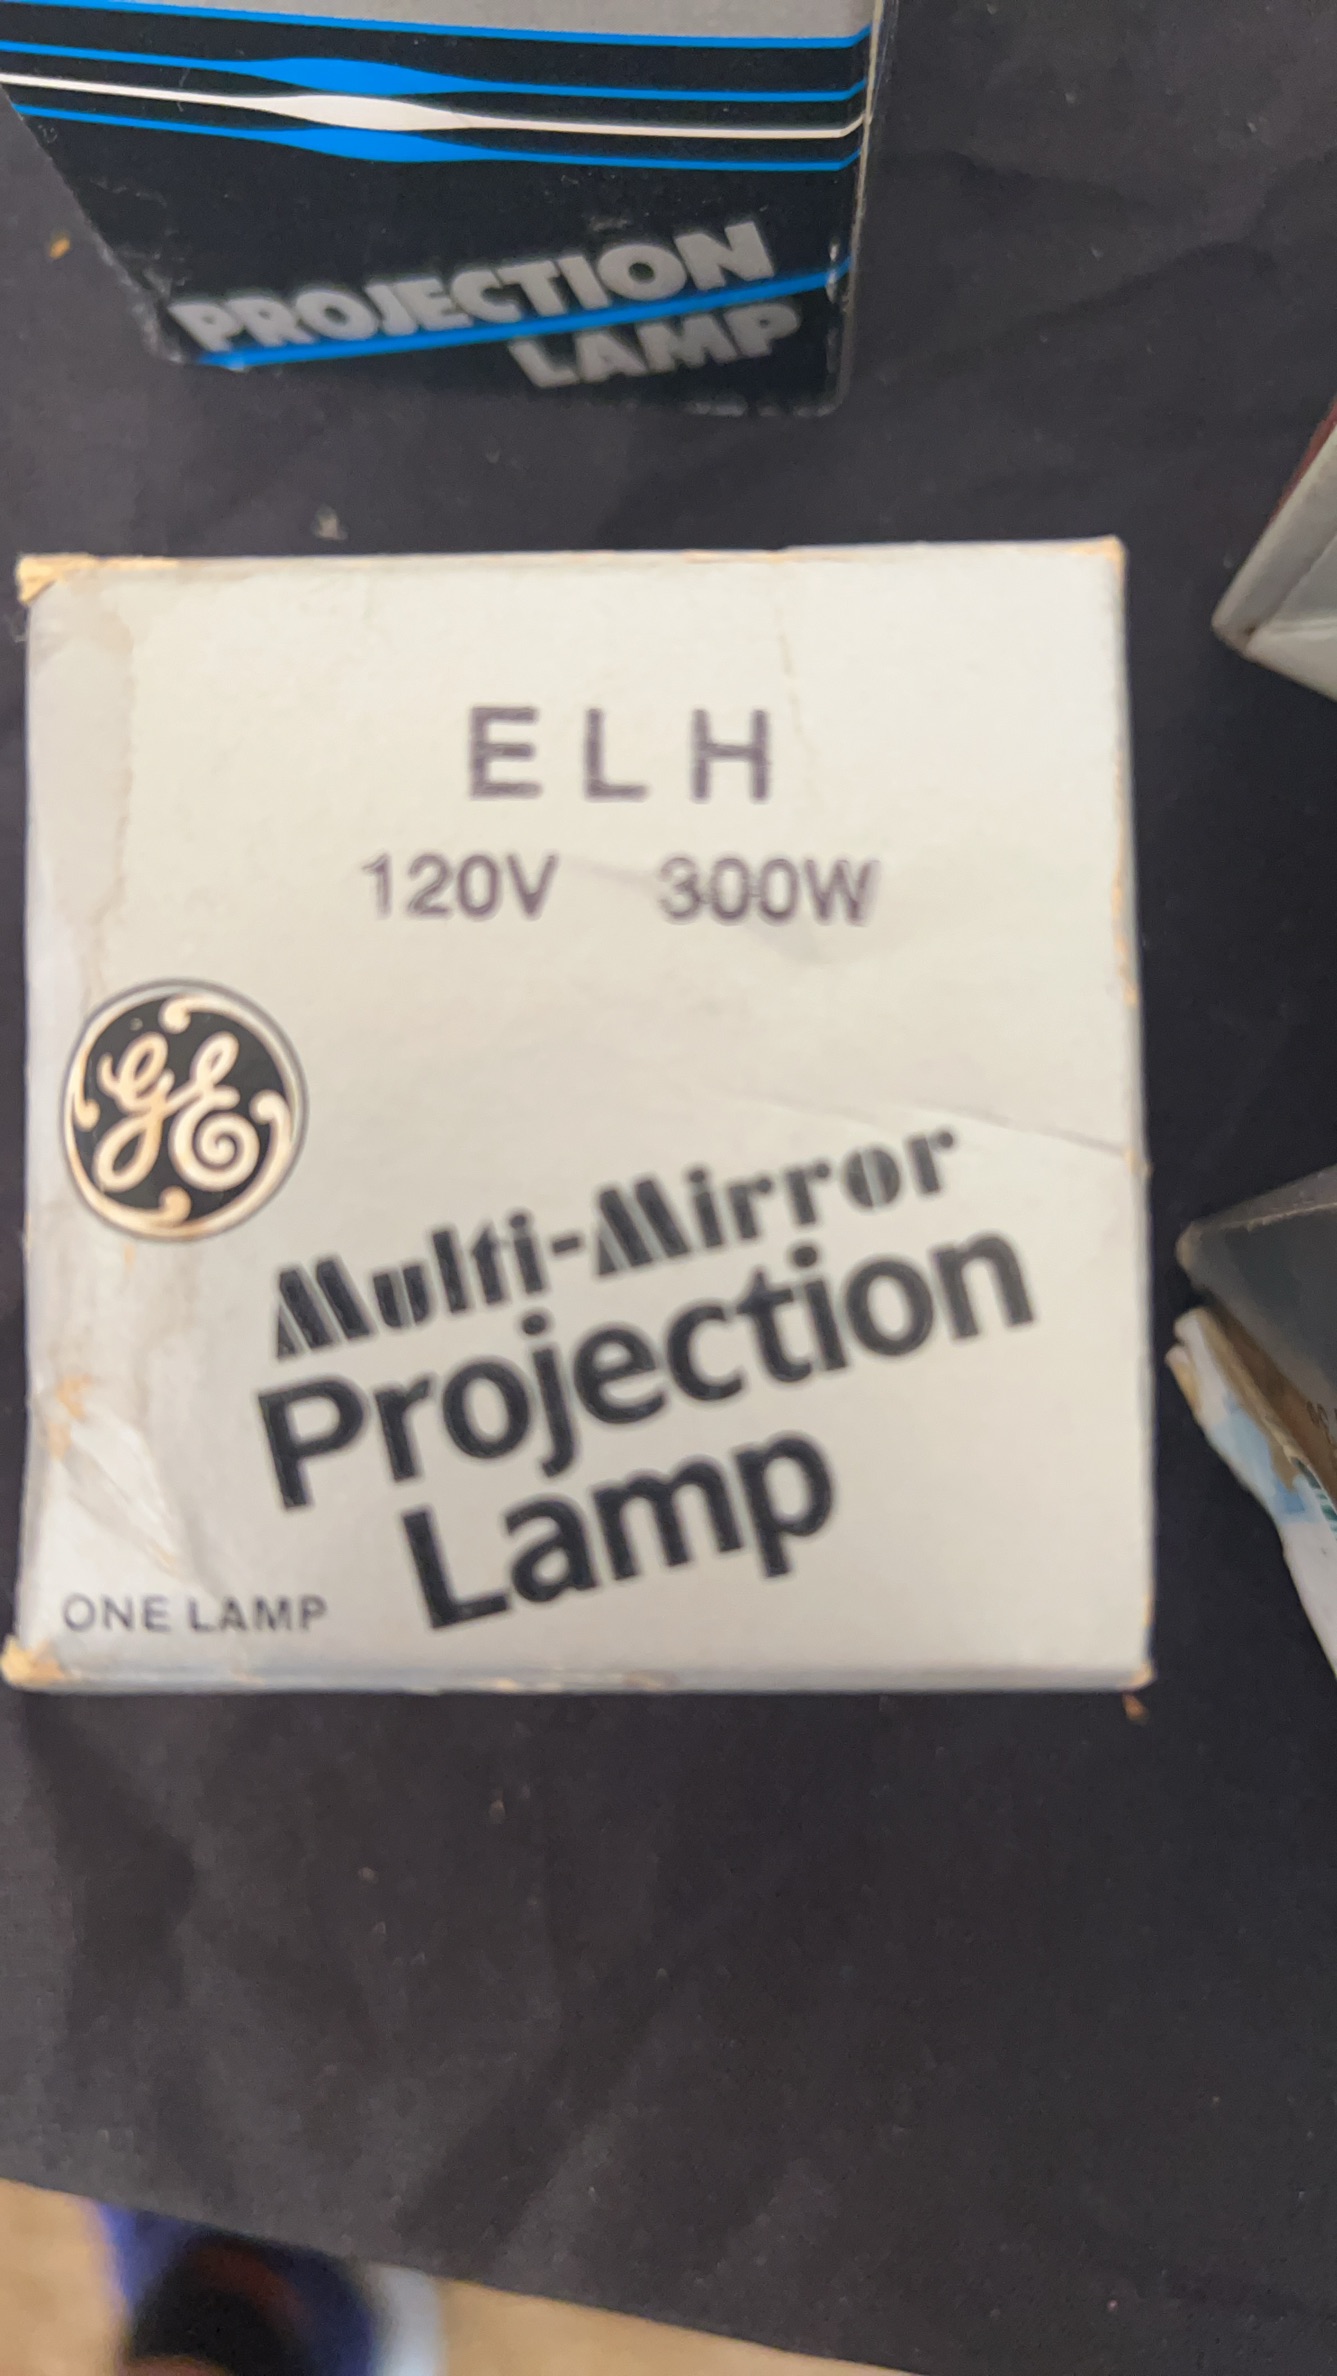 PROJECTION
LAMP
ELH
120V 300W
GE
Multi-Mirror
Projection
Lamp
ONE LAMP